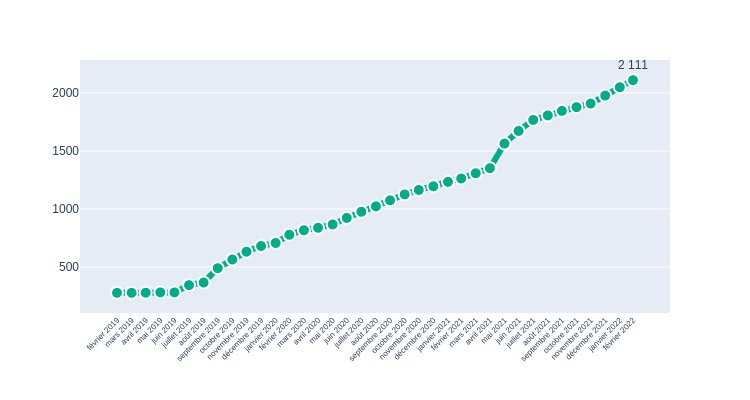 2 111
2000
1500
1000
500
février 2019
mars 2019
avril 2019
mai 2019
juin 2019
juillet 2019
août 2019
septembre 2019
octobre 2019
novembre 2019
décembre 2019
janvier 2020
février 2020
mars 2020
avril 2020
mai 2020
juin 2020
juillet 2020
août 2020
septembre 2020
octobre 2020
novembre 2020
décembre 2020
janvier 2021
février 2021
mars 2021
avril 2021
mai 2021
juin 2021
juillet 2021
août 2021
septembre 2021
octobre 2021
novembre 2021
décembre 2021
janvier 2022
février 2022